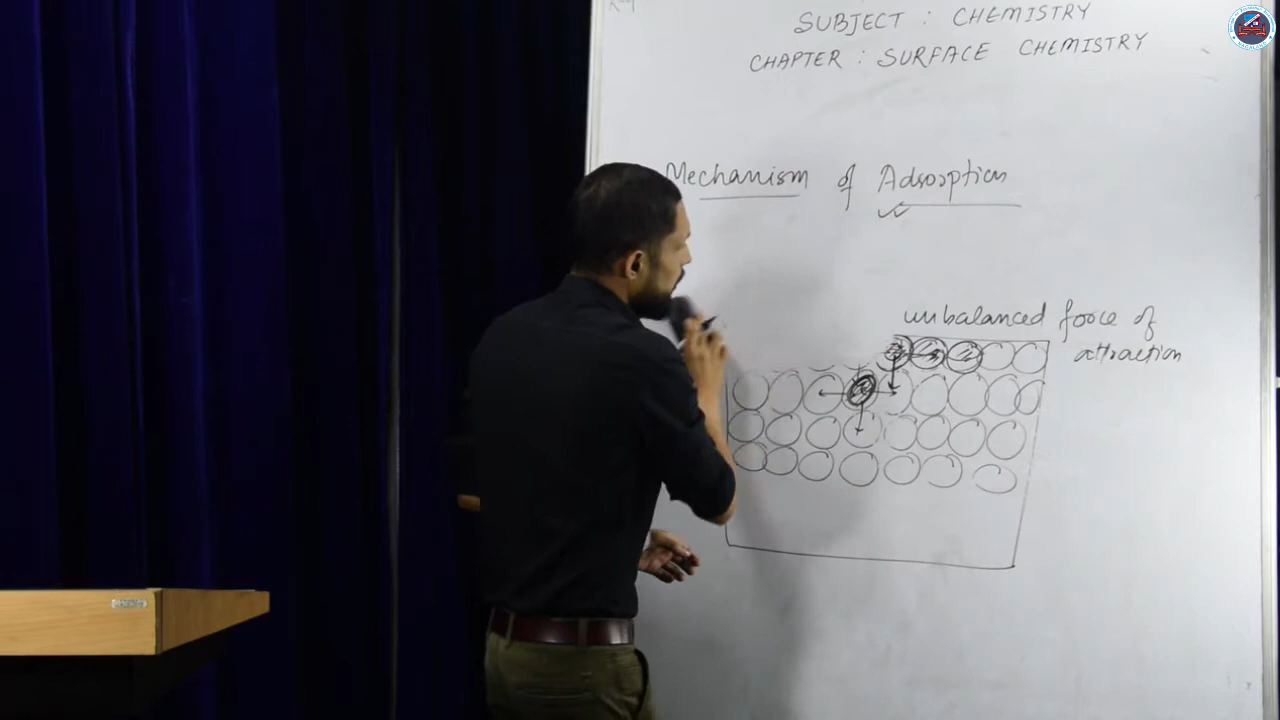 SUBJECT : CHEMISTRY
CHAPTER : SURFACE CHEMISTRY
Mechanism of Adsorption
unbalanced force of
attraction